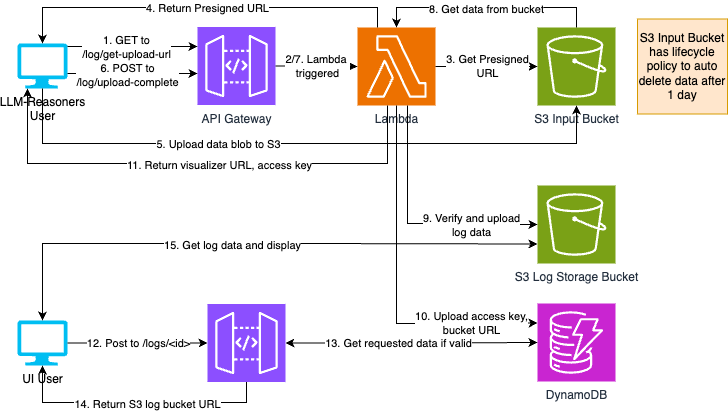 4. Return Presigned URL
8. Get data from bucket
1. GET to
/log/get-upload-url
6. POST to
/log/upload-complete
2/7. Lambda
triggered
3. Get Presigned
URL
S3 Input Bucket
has lifecycle
policy to auto
delete data after
1 day
LLM-Reasoners
User
API Gateway
Lambda
S3 Input Bucket
5. Upload data blob to S3
11. Return visualizer URL, access key
9. Verify and upload
log data
15. Get log data and display
S3 Log Storage Bucket
10. Upload access key,
bucket URL
12. Post to /logs/<id>
13. Get requested data if valid
UI User
DynamoDB
14. Return S3 log bucket URL